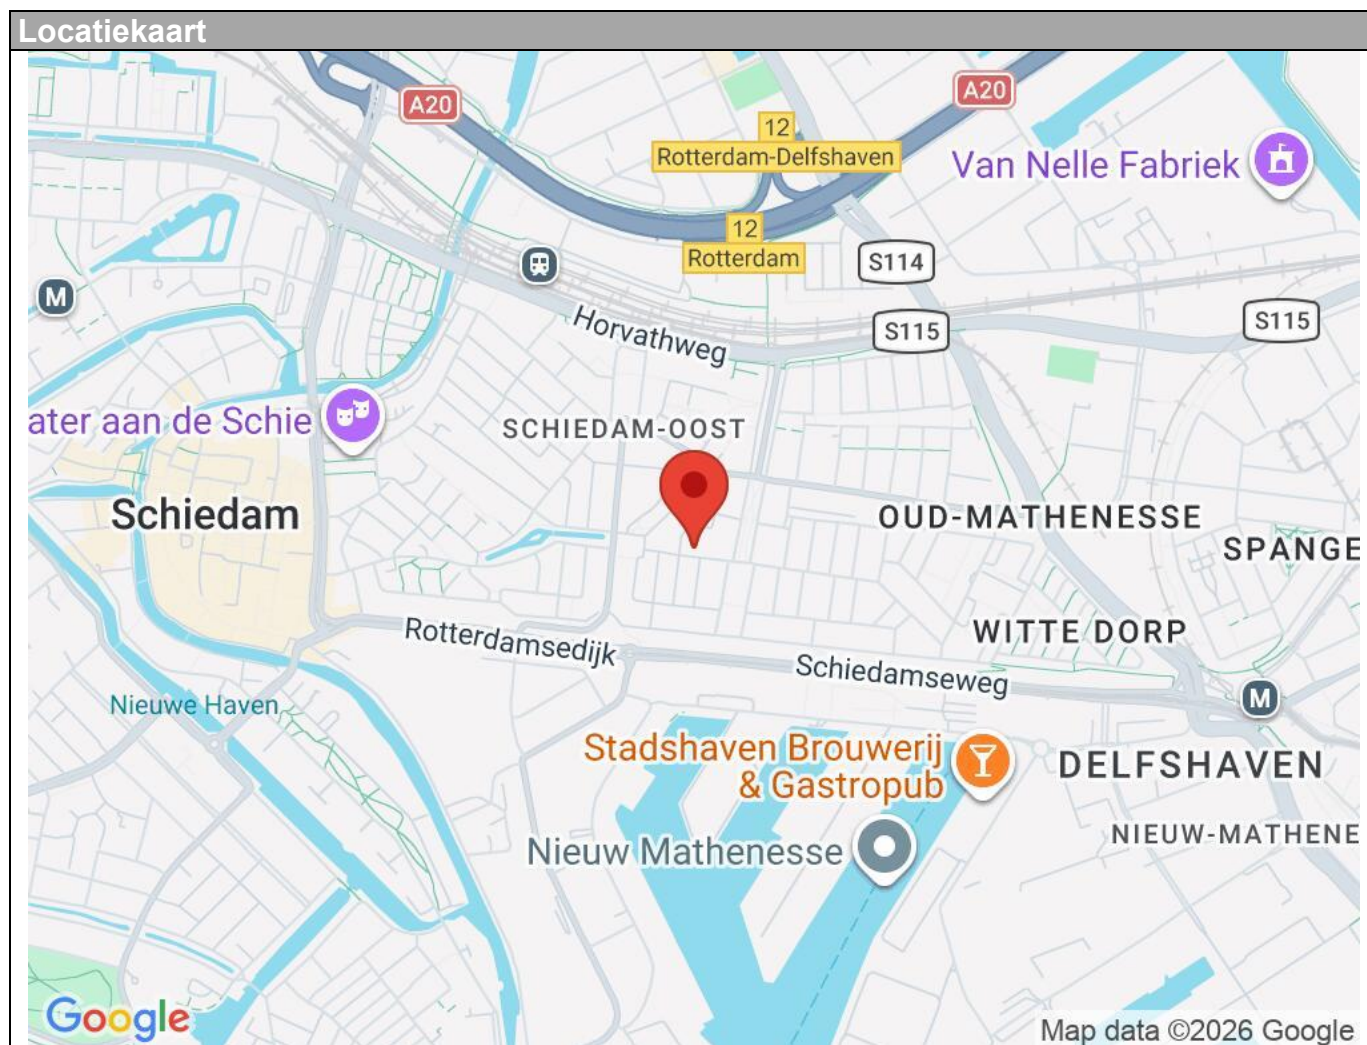 Locatiekaart
A20
A20
12
Rotterdam-Delfshaven
Van Nelle Fabriek
12
Rotterdam
S114
M
Horvathweg
S115
S115
ater aan de Schie
SCHIEDAM-OOST
Schiedam
OUD-MATHENESSE
SPANGE
Rotterdamsedijk
WITTE DORP
Schiedamseweg
Nieuwe Haven
M
Stadshaven Brouwerij
& Gastropub
DELFSHAVEN
NIEUW-MATHENE
Nieuw Mathenesse
Google
Map data ©2026 Google